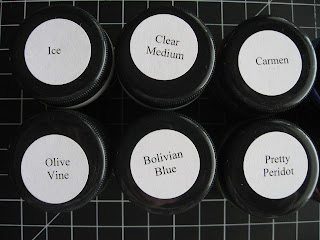 Ice
Clear
Medium
Carmen
Olive
Vine
Bolivian
Blue
Pretty
Peridot